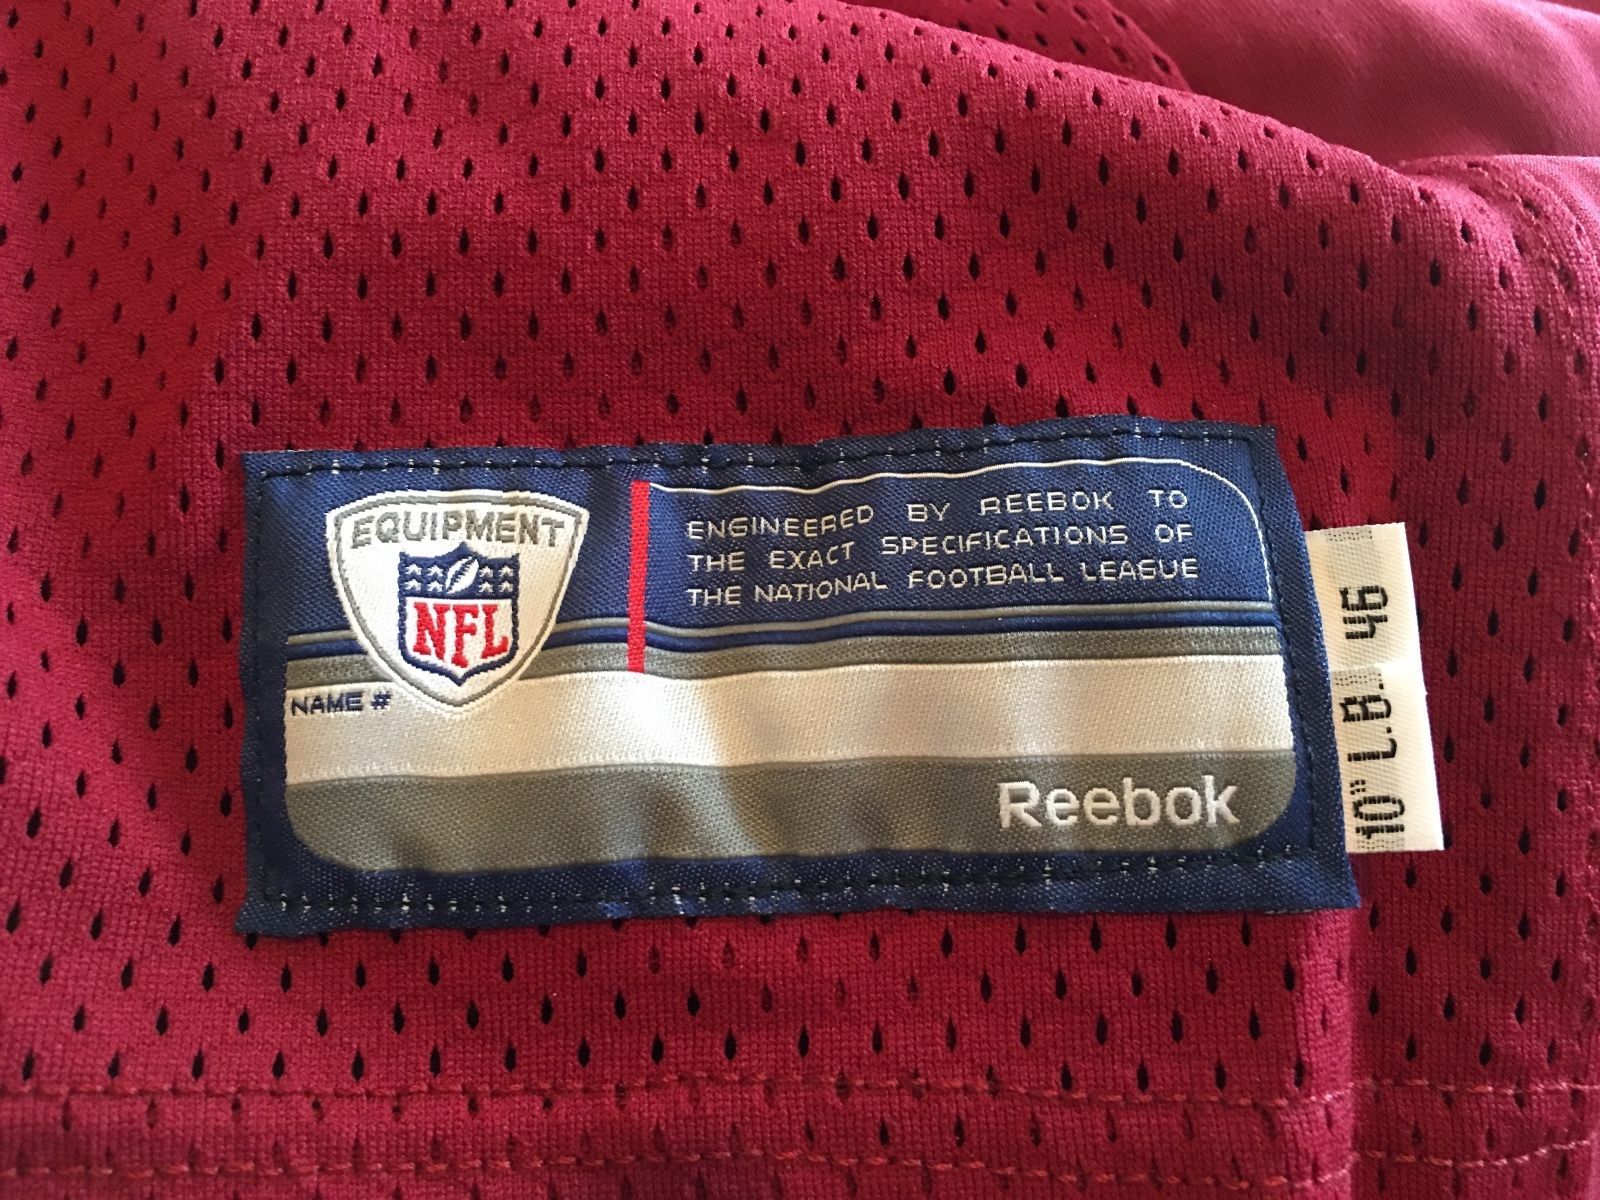 EQUIPMENT
NFL
ENGINEERED BY REEBOK TO
THE EXACT SPECIFICATIONS OF
THE NATIONAL FOOTBALL LEAGUE
NAME #
Reebok
10" L.B. 46